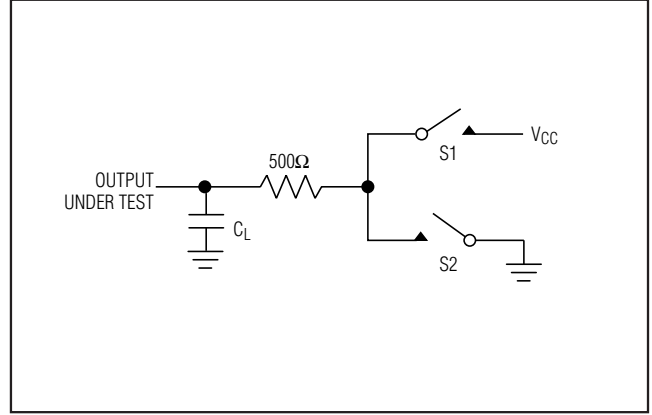 OUTPUT
UNDER TEST
500Ω
CL
S1
VCC
S2